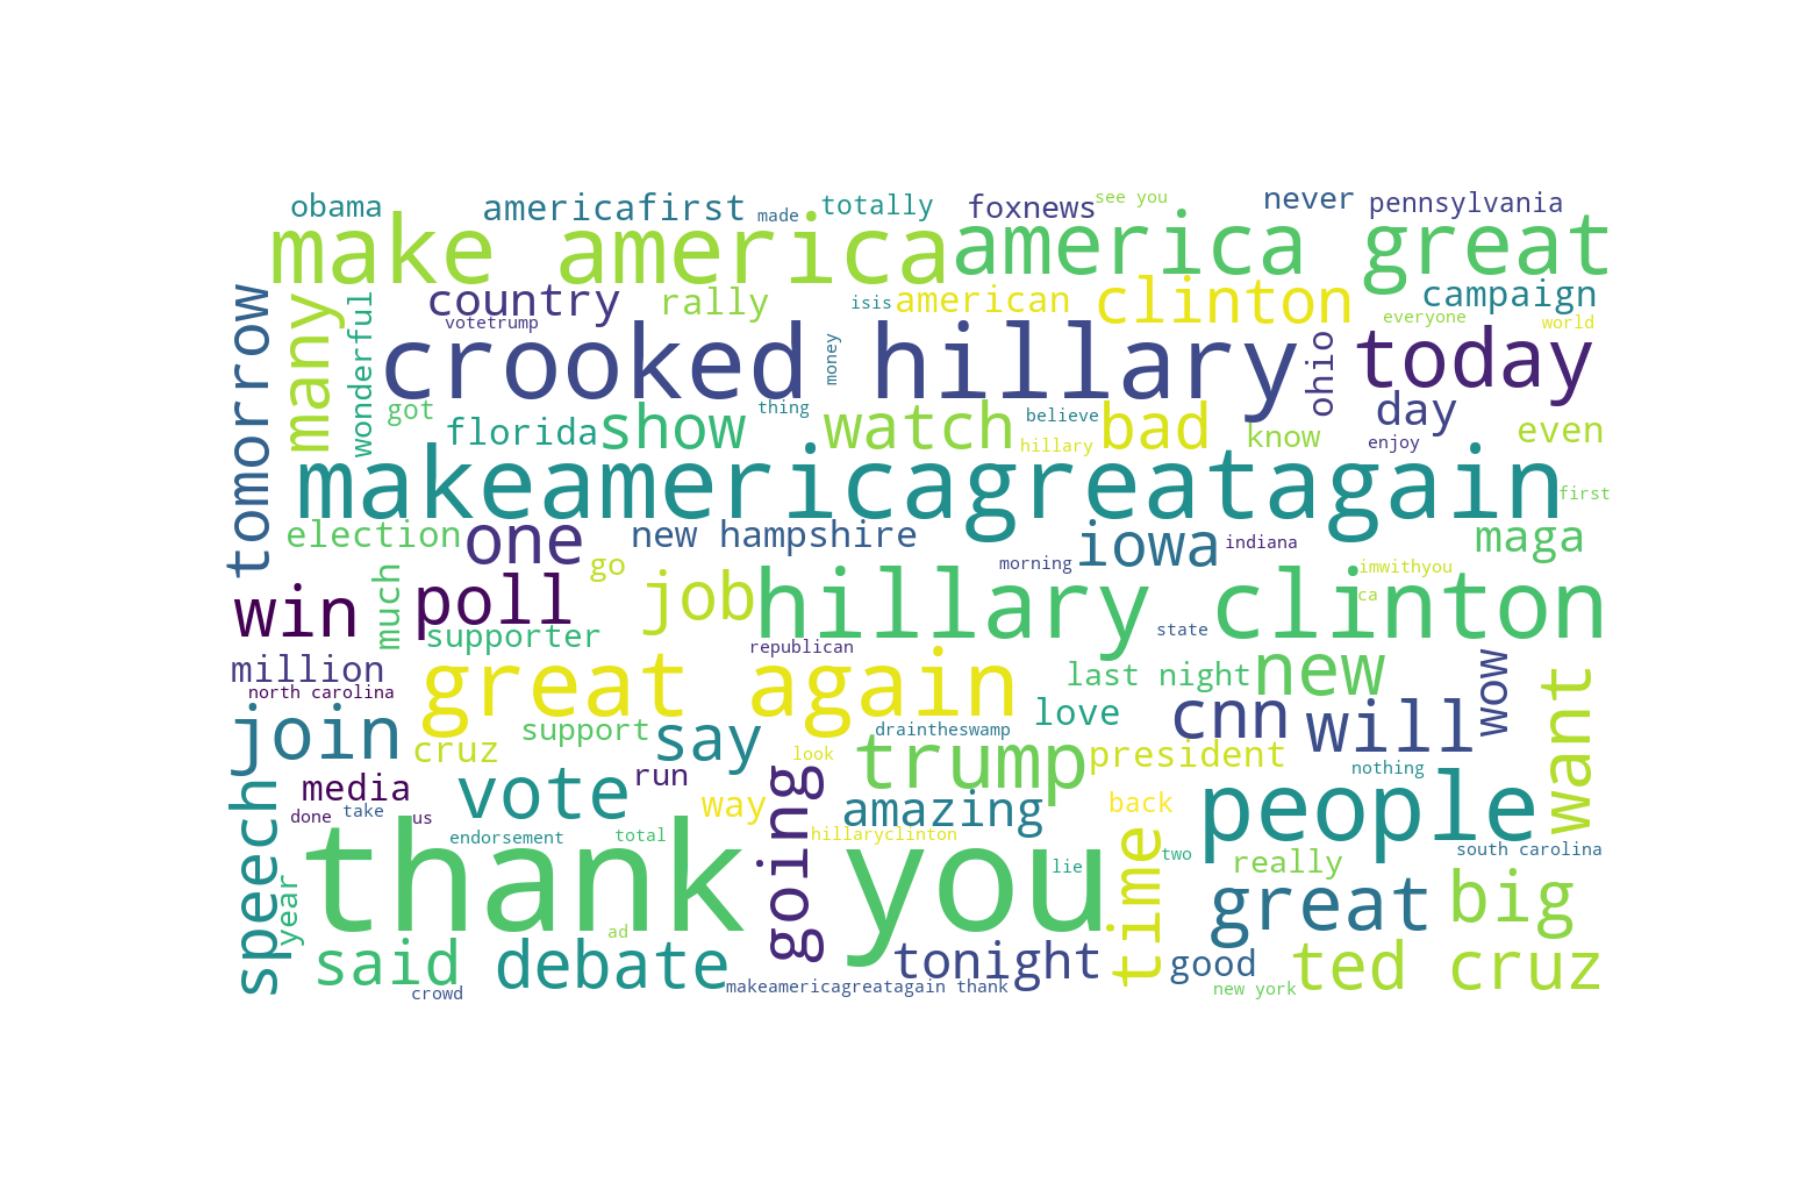 obama
americafirst
made
totally
foxnews
see you
never
pennsylvania
make america
america great
tomorrow
many
wonderful
country
votetrump
rally
isis
american
clinton
campaign
everyone
world
crooked hillary
money
ohio
today
got
florida
show
thing
watch
believe
hillary
bad
know
day
enjoy
even
makeamericagreatagain
first
election
one
new hampshire
go
morning
iowa
indiana
maga
imwithyou
win
much
poll
supporter
job
hillary clinton
ca
state
republican
million
north carolina
great again
last night
new
wow
want
join
cruz
support
say
love
draintheswamp
look
trump
president
cnn
will
nothing
media
done
take
us
vote
run
way
going
amazing
back
people
speech
year
endorsement
total
hillaryclinton
thank you
lie
time
two
really
south carolina
great
big
said
crowd
debate
ad
makeamericagreatagain thank
tonight
good
new york
ted cruz